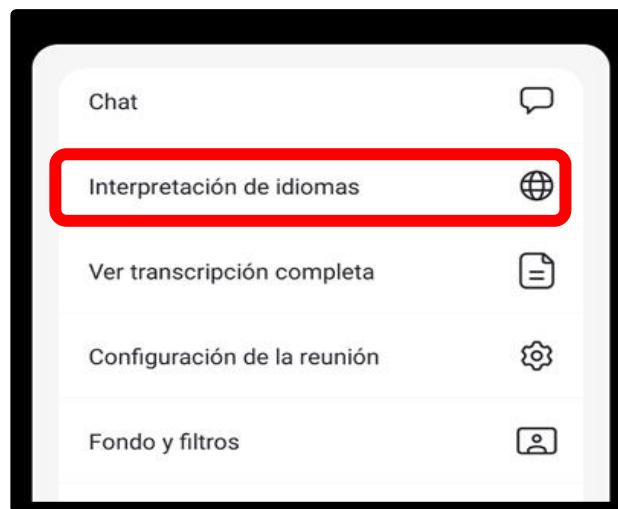 Chat
Interpretación de idiomas
Ver transcripción completa
Configuración de la reunión
Fondo y filtros